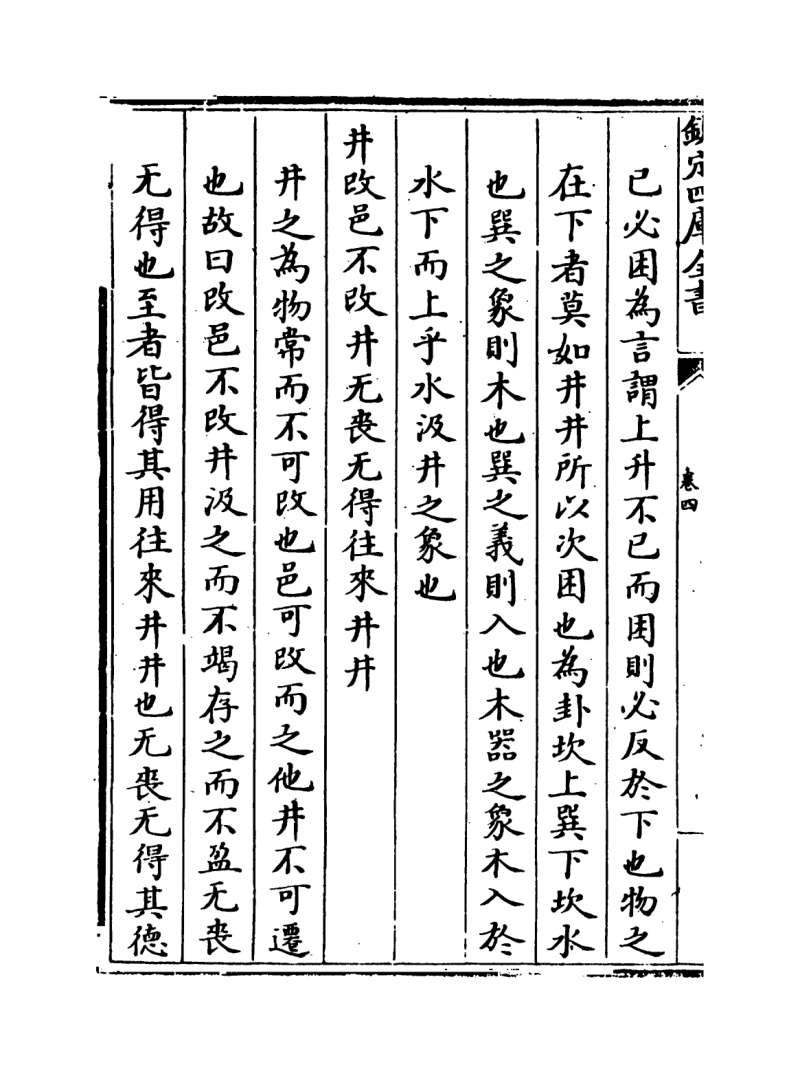 欽定四庫全書
卷四
已必困為言謂上升不已而困則必反於下也物之
在下者莫如井井所以次困也為卦坎上巽下坎水
也巽之象則木也巽之義則入也木器之象木入於
水下而上乎水汲井之象也
井改邑不改井无喪无得往來井井
井之為物常而不可改也邑可改而之他井不可遷
也故曰改邑不改井汲之而不竭存之而不盈无喪
无得也至者皆得其用往來井井也无喪无得其德